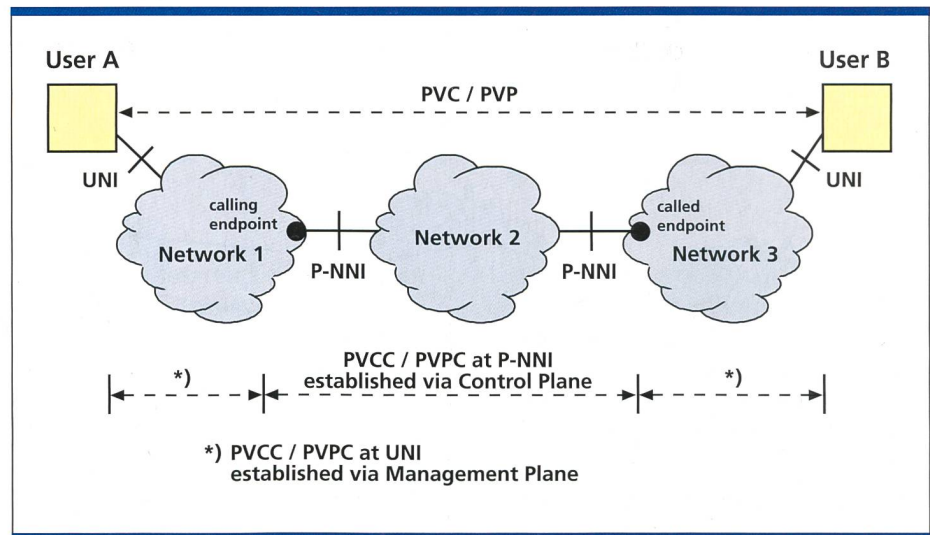 User A
User B
PVC / PVP
UNI
UNI
calling
endpoint
called
endpoint
Network 1
Network 2
Network 3
P-NNI
P-NNI
*)
PVCC / PVPC at P-NNI
established via Control Plane
*)
*) PVCC / PVPC at UNI
established via Management Plane